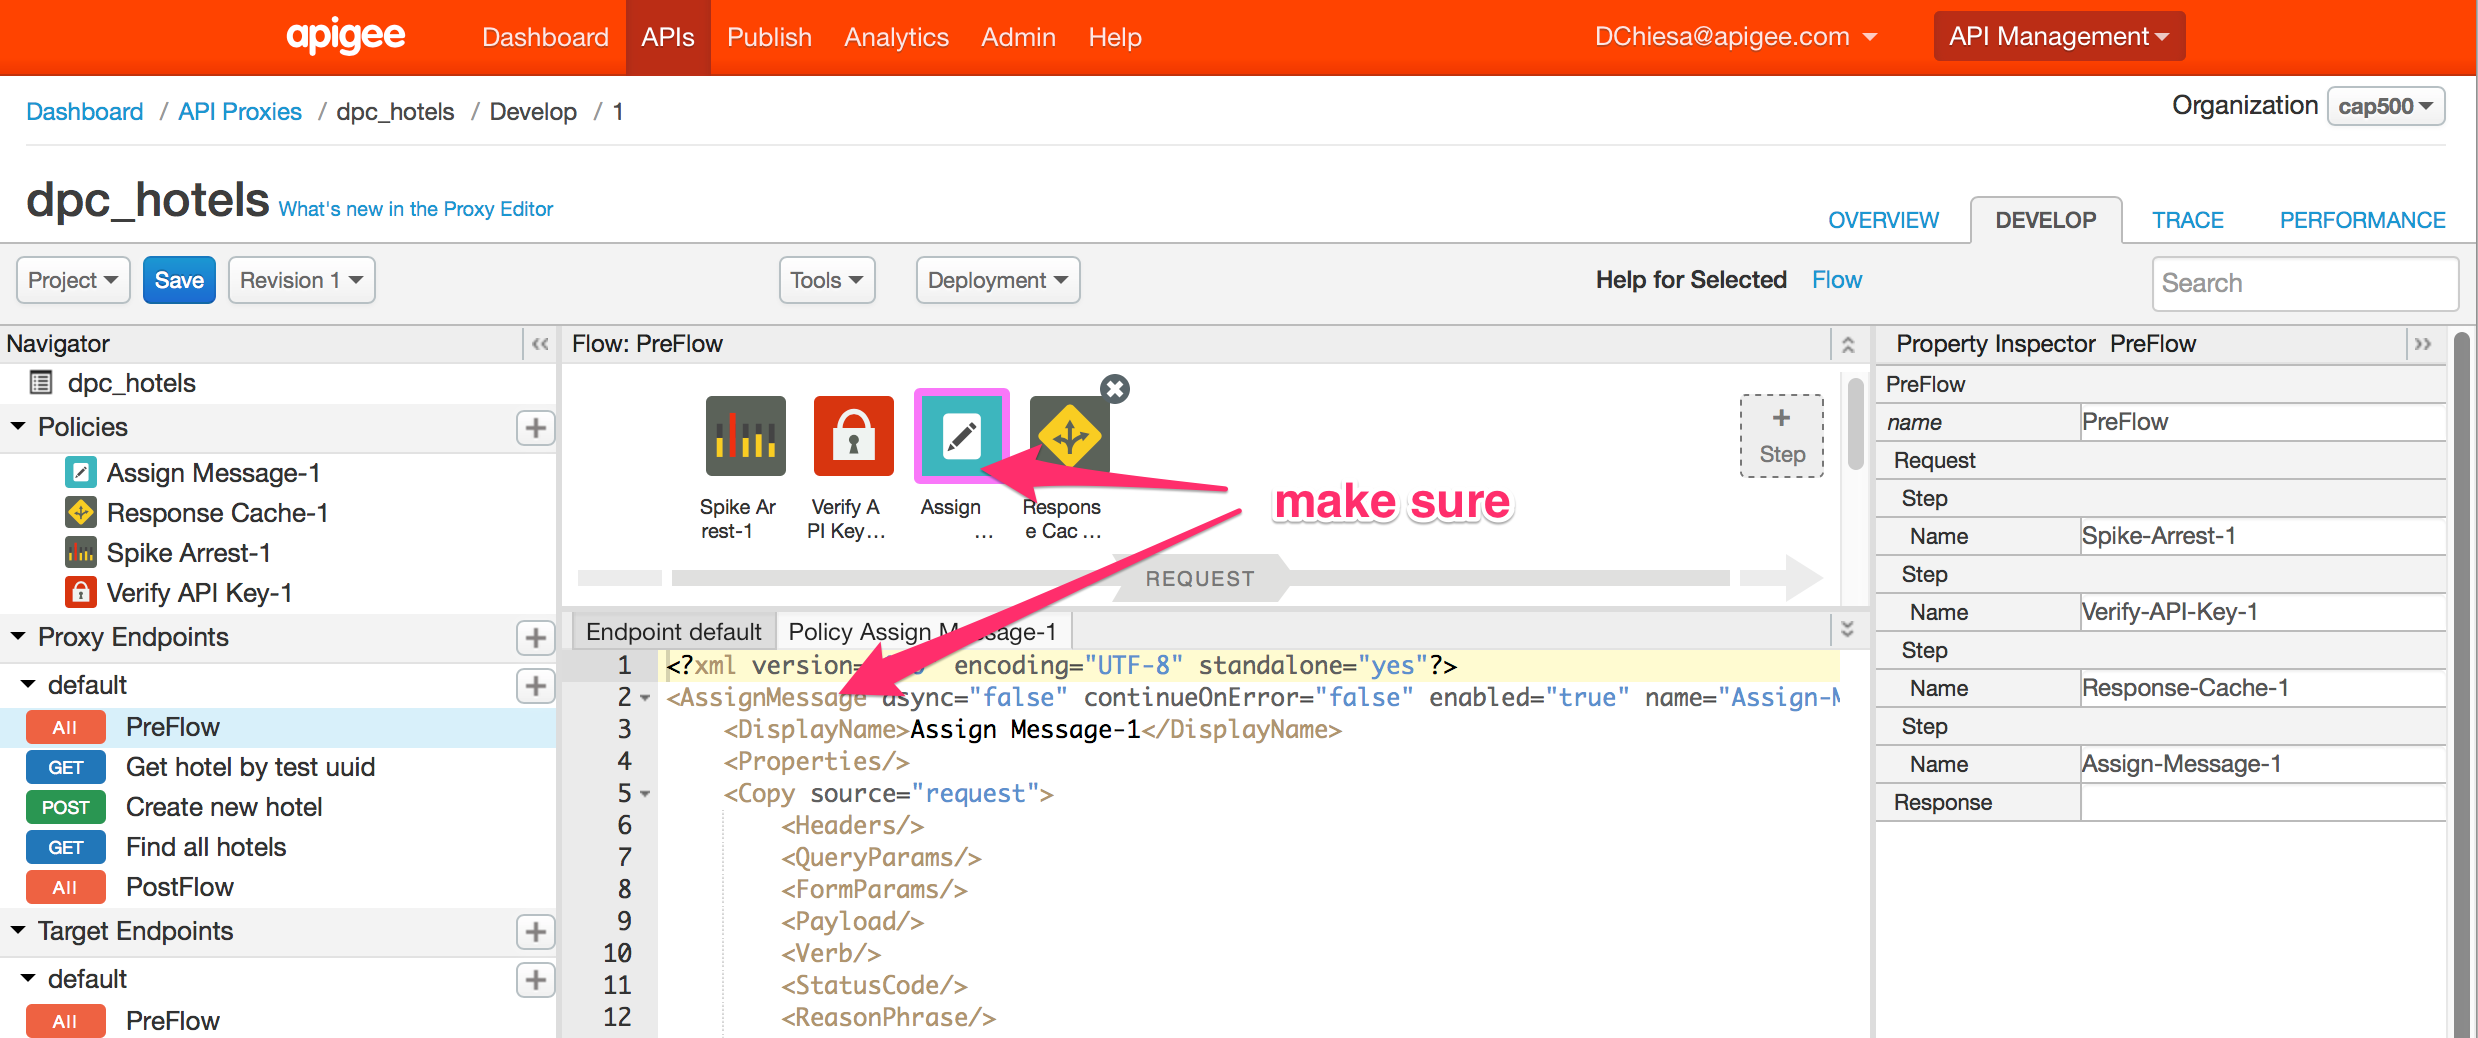 apigee Dashboard APIs Publish Analytics Admin Help DChiesa@apigee.com API Management
Dashboard / API Proxies / dpc_hotels / Develop / 1 Organization cap500
dpc_hotels What's new in the Proxy Editor OVERVIEW DEVELOP TRACE PERFORMANCE
Project Save Revision 1 Tools Deployment Help for Selected Flow Search
Navigator
dpc_hotels
Policies
Assign Message-1
Response Cache-1
Spike Arrest-1
Verify API Key-1
Proxy Endpoints
default
All PreFlow
GET Get hotel by test uuid
POST Create new hotel
GET Find all hotels
All PostFlow
Target Endpoints
default
All PreFlow
Flow: PreFlow
Spike Ar
rest-1
Verify A
PI Key...
Assign
...
Respons
e Cac ...
+
Step
make sure
REQUEST
Endpoint default Policy Assign Message-1
1 <?xml version= encoding="UTF-8" standalone="yes"?>
2 <AssignMessage async="false" continueOnError="false" enabled="true" name="Assign-M
3 <DisplayName>Assign Message-1</DisplayName>
4 <Properties/>
5 <Copy source="request">
6 <Headers/>
7 <QueryParams/>
8 <FormParams/>
9 <Payload/>
10 <Verb/>
11 <StatusCode/>
12 <ReasonPhrase/>
Property Inspector PreFlow
PreFlow
name PreFlow
Request
Step
Name Spike-Arrest-1
Step
Name Verify-API-Key-1
Step
Name Response-Cache-1
Step
Name Assign-Message-1
Response